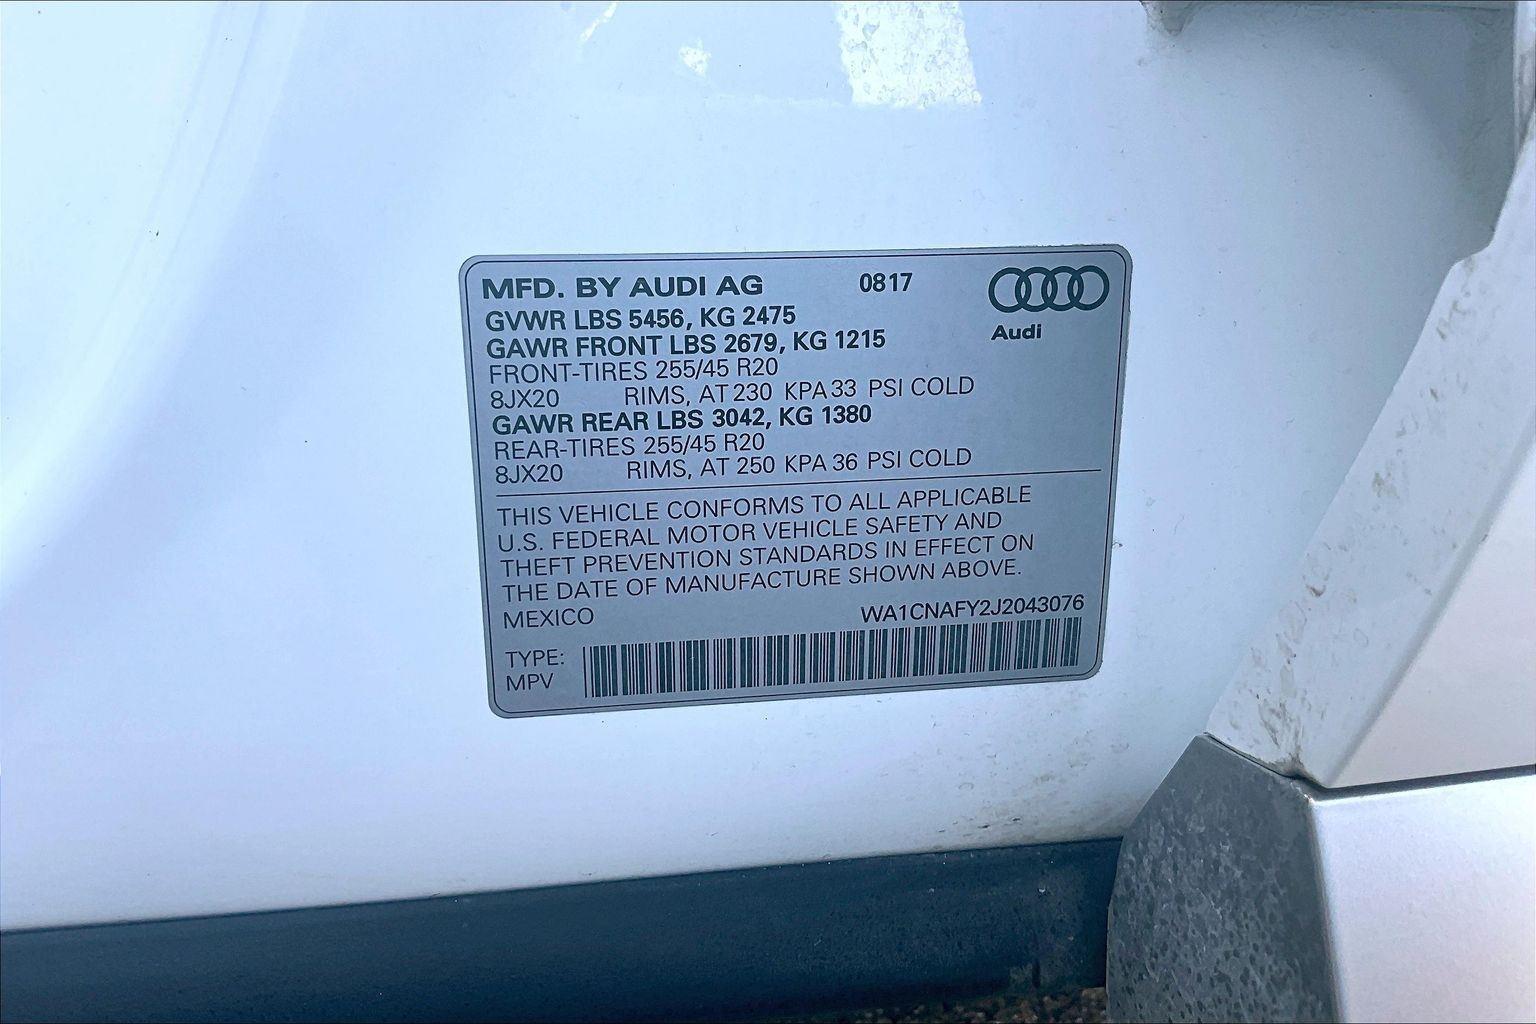 MFD. BY AUDI AG 0817
GVWR LBS 5456, KG 2475
GAWR FRONT LBS 2679, KG 1215
Audi
FRONT-TIRES 255/45 R20
8JX20 RIMS, AT 230 KPA 33 PSI COLD
GAWR REAR LBS 3042, KG 1380
REAR-TIRES 255/45 R20
8JX20 RIMS, AT 250 KPA 36 PSI COLD
THIS VEHICLE CONFORMS TO ALL APPLICABLE
U.S. FEDERAL MOTOR VEHICLE SAFETY AND
THEFT PREVENTION STANDARDS IN EFFECT ON
THE DATE OF MANUFACTURE SHOWN ABOVE.
MEXICO WA1CNAFY2J2043076
TYPE:
MPV